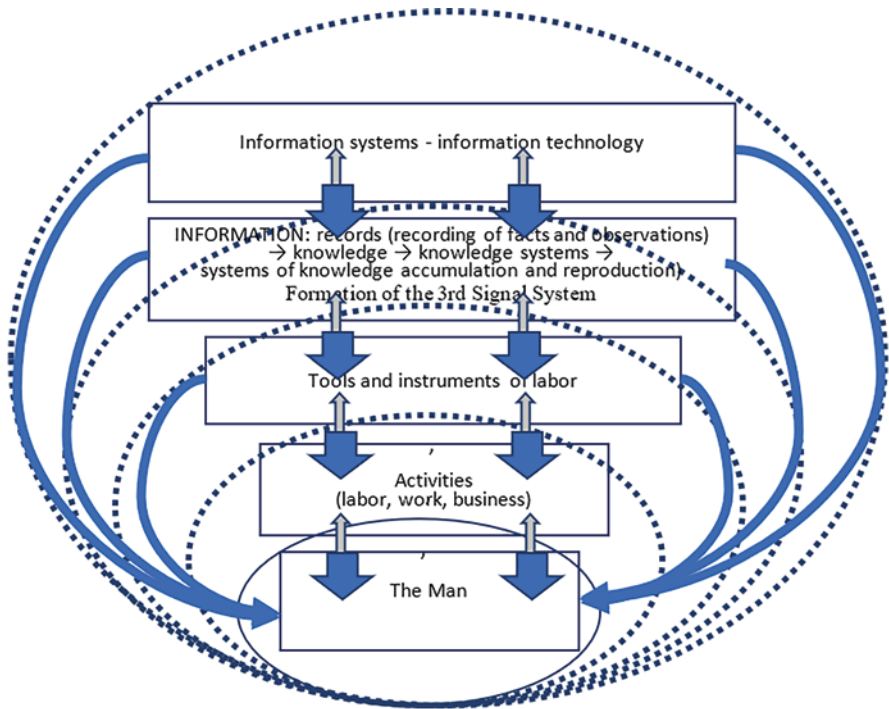 Information systems - information technology
INFORMATION: records (recording of facts and observations)
→ knowledge → knowledge systems →
systems of knowledge accumulation and reproduction)
Formation of the 3rd Signal System
Tools and instruments of labor
,
Activities
(labor, work, business)
,
The Man